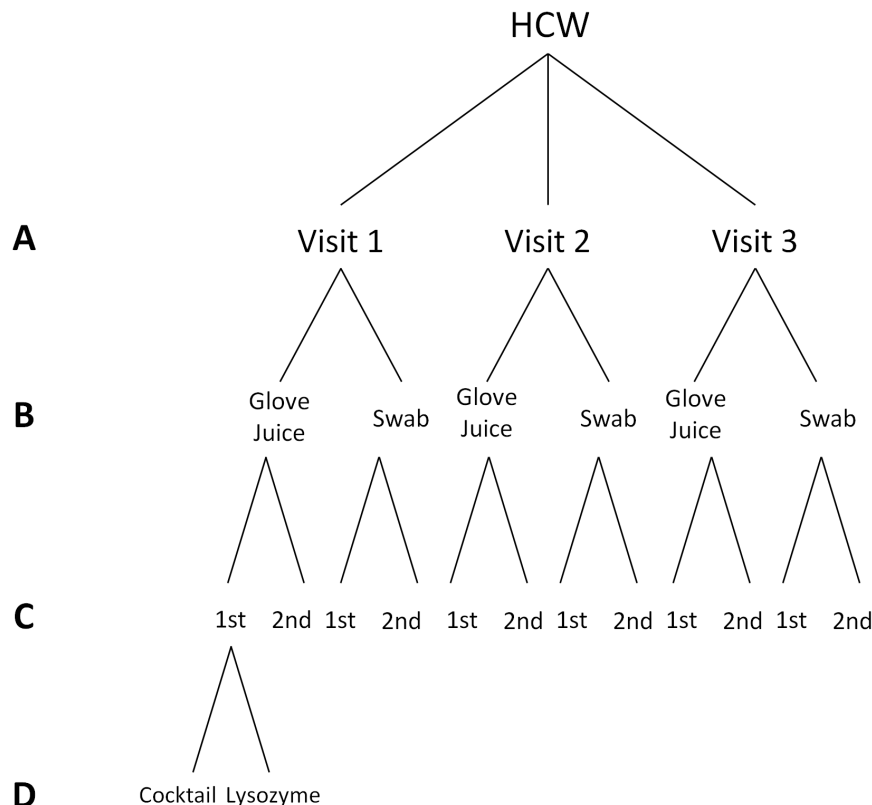 HCW
A Visit 1 Visit 2 Visit 3
B Glove Juice Swab Glove Juice Swab Glove Juice Swab
C 1st 2nd 1st 2nd 1st 2nd 1st 2nd 1st 2nd 1st 2nd
D Cocktail Lysozyme